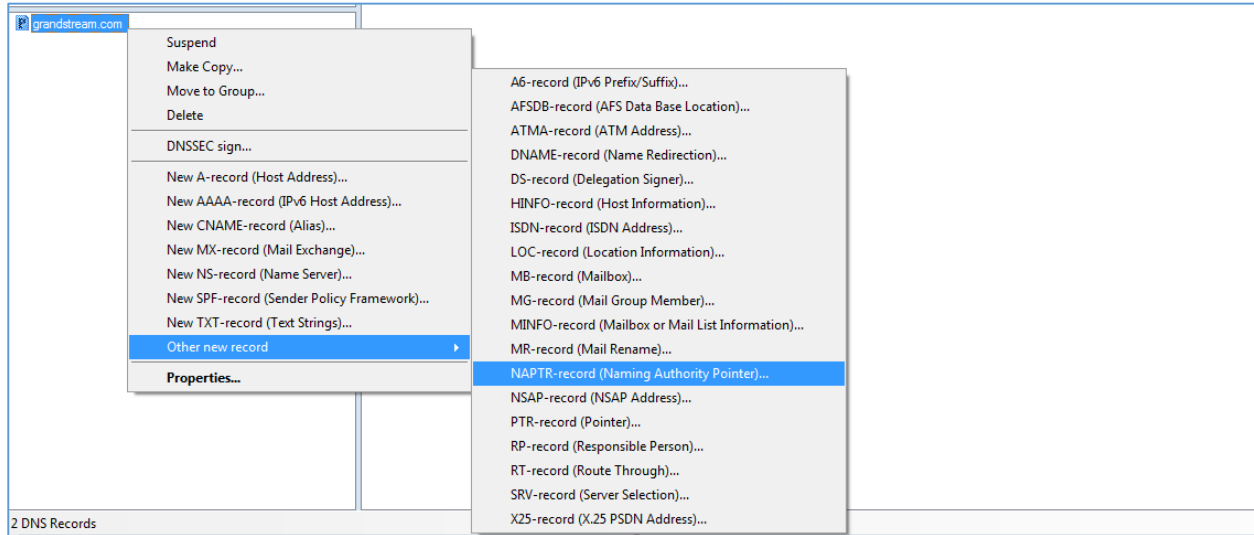 grandstream.com
Suspend
Make Copy...
Move to Group...
Delete
DNSSEC sign...
New A-record (Host Address)...
New AAAA-record (IPv6 Host Address)...
New CNAME-record (Alias)...
New MX-record (Mail Exchange)...
New NS-record (Name Server)...
New SPF-record (Sender Policy Framework)...
New TXT-record (Text Strings)...
Other new record
Properties...
A6-record (IPv6 Prefix/Suffix)...
AFSDB-record (AFS Data Base Location)...
ATMA-record (ATM Address)...
DNAME-record (Name Redirection)...
DS-record (Delegation Signer)...
HINFO-record (Host Information)...
ISDN-record (ISDN Address)...
LOC-record (Location Information)...
MB-record (Mailbox)...
MG-record (Mail Group Member)...
MINFO-record (Mailbox or Mail List Information)...
MR-record (Mail Rename)...
NAPTR-record (Naming Authority Pointer)...
NSAP-record (NSAP Address)...
PTR-record (Pointer)...
RP-record (Responsible Person)...
RT-record (Route Through)...
SRV-record (Server Selection)...
X25-record (X.25 PSDN Address)...
2 DNS Records